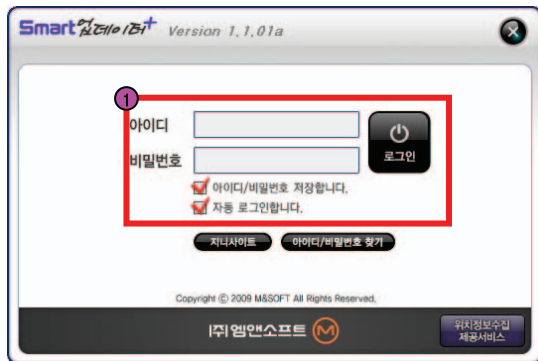 Smart업데이터+ Version 1.1.01a
1
아이디
비밀번호
로그인
아이디/비밀번호 저장합니다.
자동 로그인합니다.
지니사이트 아이디/비밀번호 찾기
Copyright ⓒ 2009 M&SOFT All Rights Reserved.
(주)엠앤소프트
위치정보수집
제공서비스